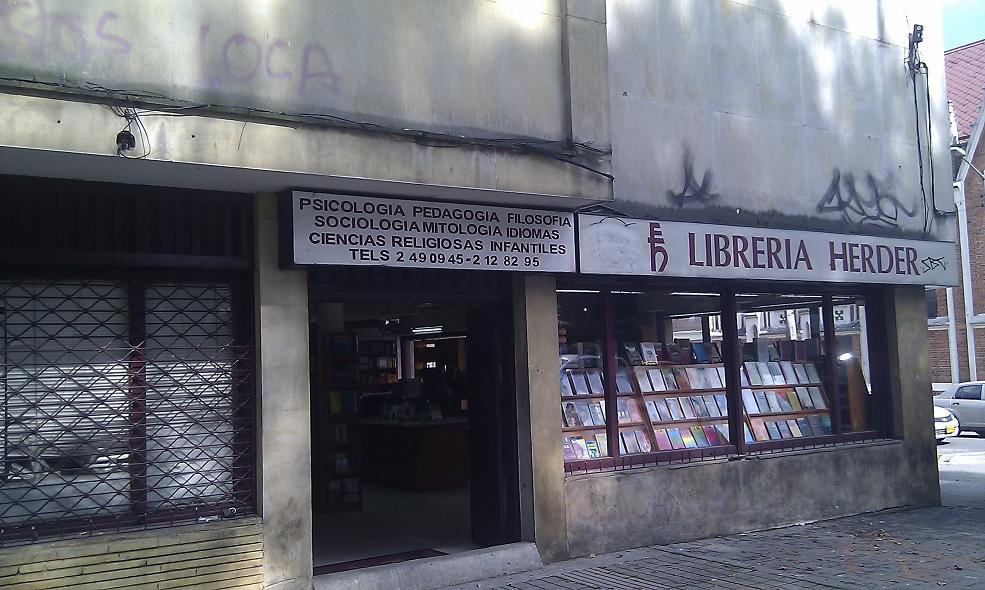 LOCA
PSICOLOGIA PEDAGOGIA FILOSOFIA
SOCIOLOGIA MITOLOGIA IDIOMAS
CIENCIAS RELIGIOSAS INFANTILES
TELS 2 49 09 45 - 2 12 82 95
LIBRERIA HERDER